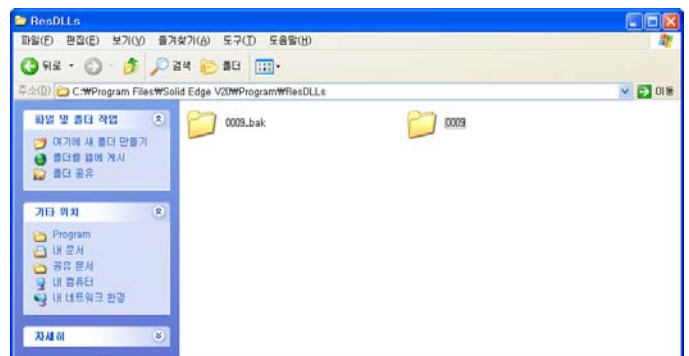 ResDLLs
파일(F) 편집(E) 보기(V) 즐겨찾기(A) 도구(T) 도움말(H)
뒤로 검색 폴더
주소(D) C:₩Program Files₩Solid Edge V20₩Program₩ResDLLs 이동
파일 및 폴더 작업
여기에 새 폴더 만들기
폴더를 웹에 게시
폴더 공유
기타 위치
Program
내 문서
공유 문서
내 컴퓨터
내 네트워크 환경
자세히
0009_bak 0009